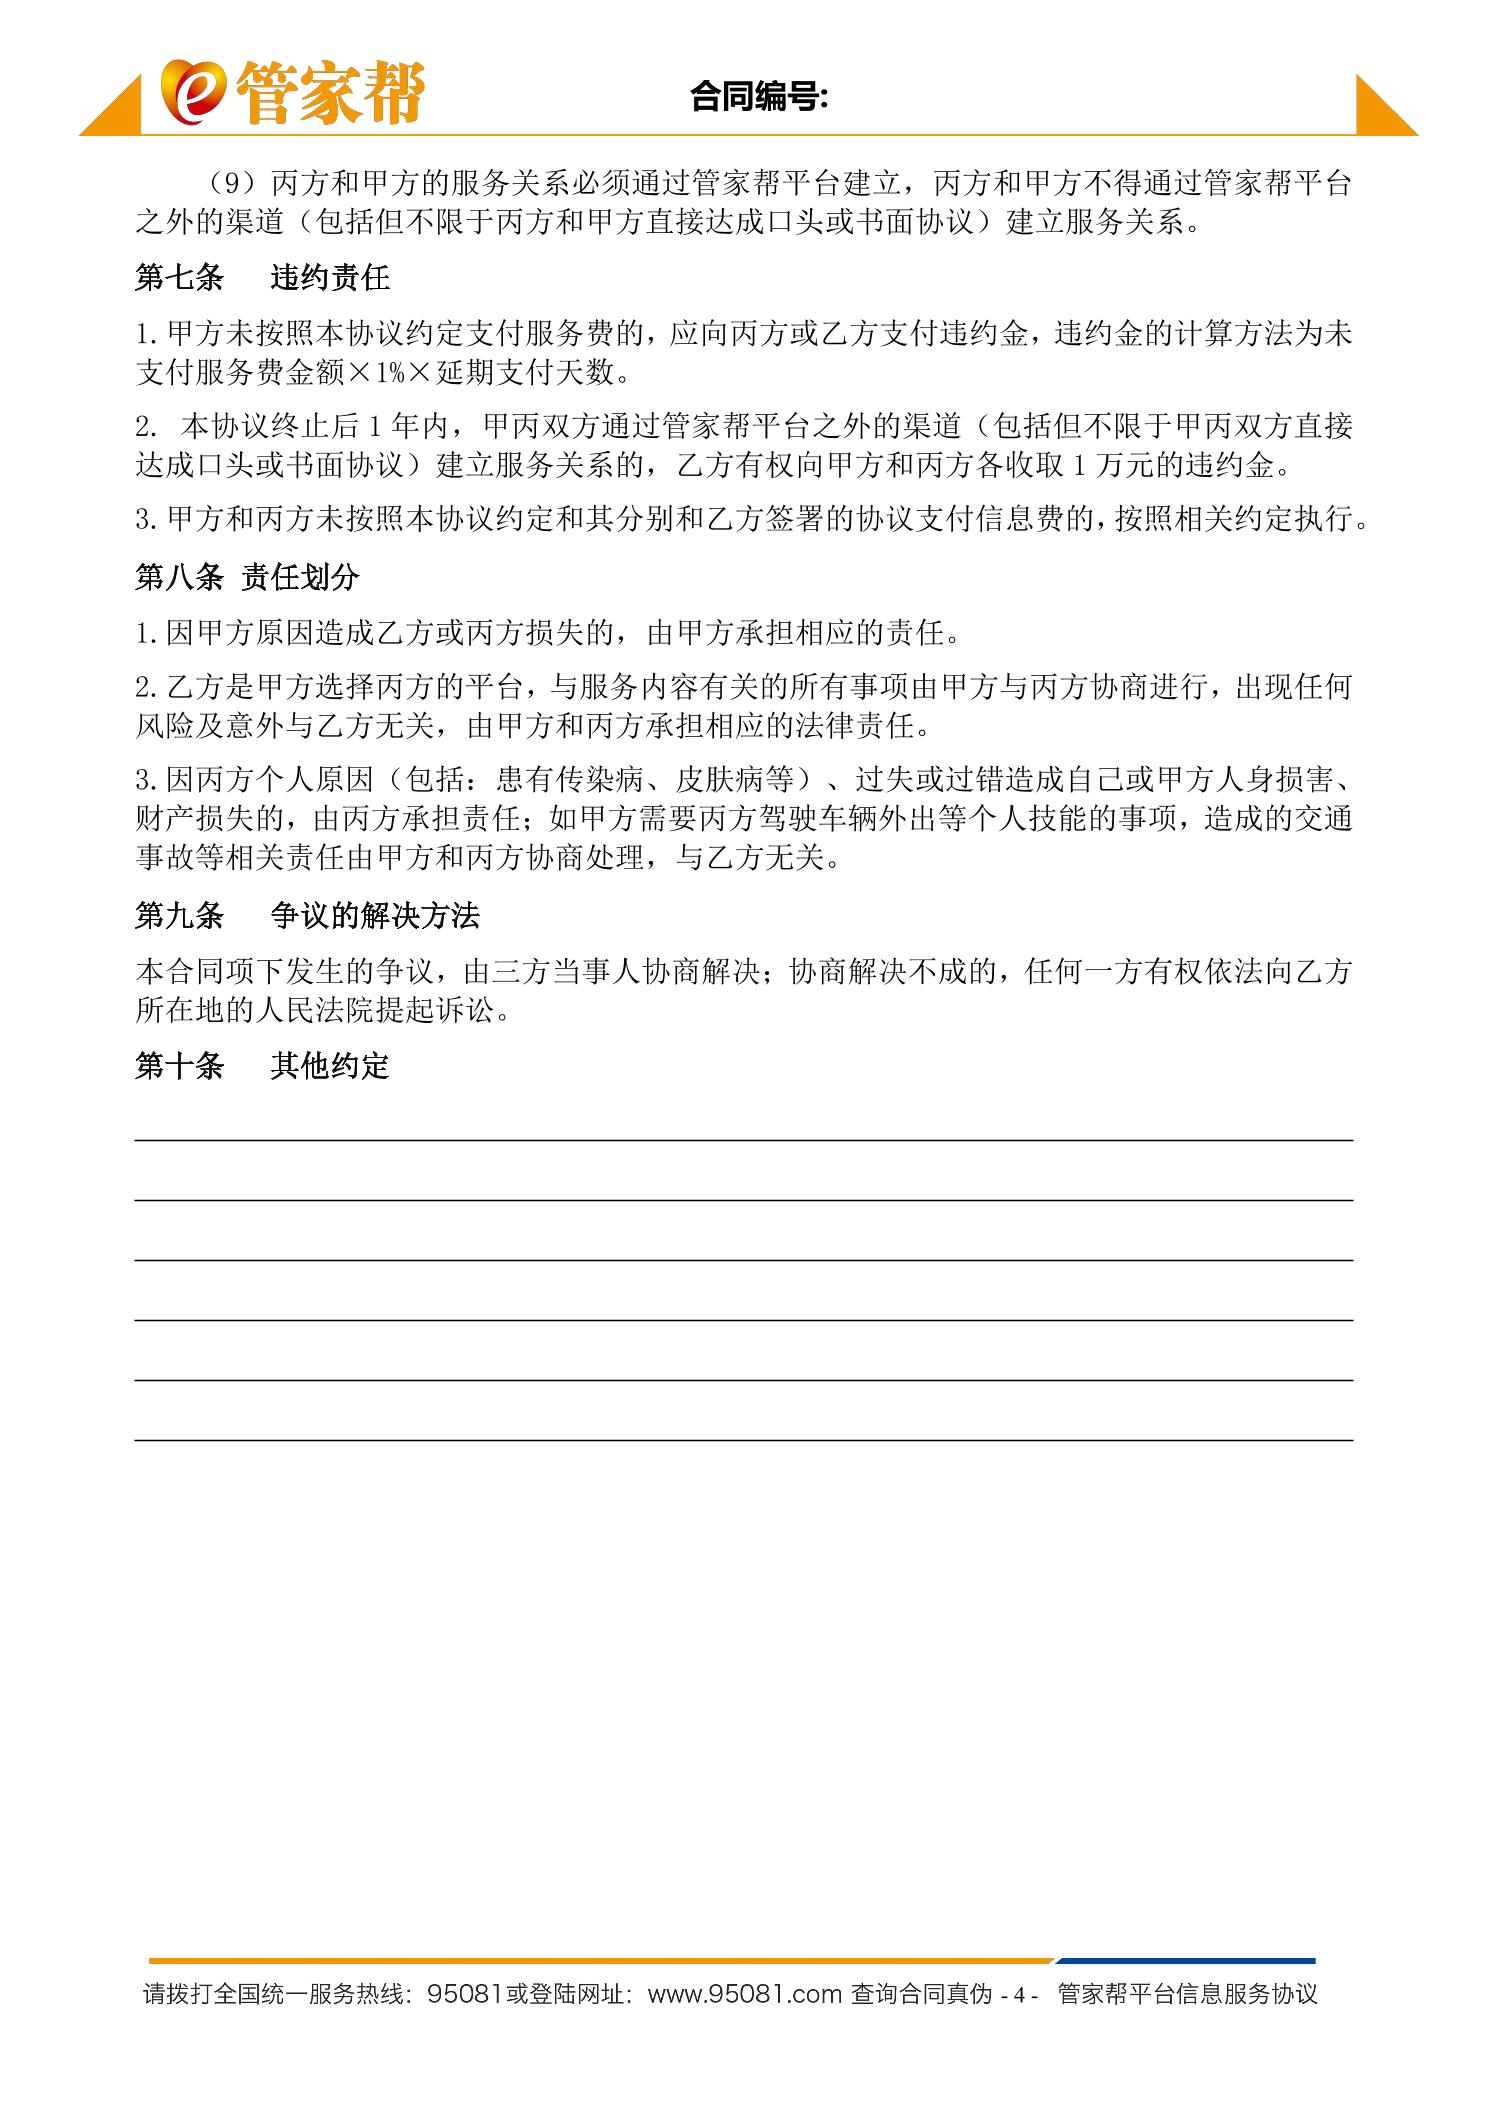 管家帮
合同编号:
（9）丙方和甲方的服务关系必须通过管家帮平台建立，丙方和甲方不得通过管家帮平台
之外的渠道（包括但不限于丙方和甲方直接达成口头或书面协议）建立服务关系。
第七条 违约责任
1.甲方未按照本协议约定支付服务费的，应向丙方或乙方支付违约金，违约金的计算方法为未
支付服务费金额×1%×延期支付天数。
2. 本协议终止后 1 年内，甲丙双方通过管家帮平台之外的渠道（包括但不限于甲丙双方直接
达成口头或书面协议）建立服务关系的，乙方有权向甲方和丙方各收取 1 万元的违约金。
3.甲方和丙方未按照本协议约定和其分别和乙方签署的协议支付信息费的，按照相关约定执行。
第八条 责任划分
1.因甲方原因造成乙方或丙方损失的，由甲方承担相应的责任。
2.乙方是甲方选择丙方的平台，与服务内容有关的所有事项由甲方与丙方协商进行，出现任何
风险及意外与乙方无关，由甲方和丙方承担相应的法律责任。
3.因丙方个人原因（包括：患有传染病、皮肤病等）、过失或过错造成自己或甲方人身损害、
财产损失的，由丙方承担责任；如甲方需要丙方驾驶车辆外出等个人技能的事项，造成的交通
事故等相关责任由甲方和丙方协商处理，与乙方无关。
第九条 争议的解决方法
本合同项下发生的争议，由三方当事人协商解决；协商解决不成的，任何一方有权依法向乙方
所在地的人民法院提起诉讼。
第十条 其他约定
请拨打全国统一服务热线：95081或登陆网址：www.95081.com 查询合同真伪 - 4 - 管家帮平台信息服务协议